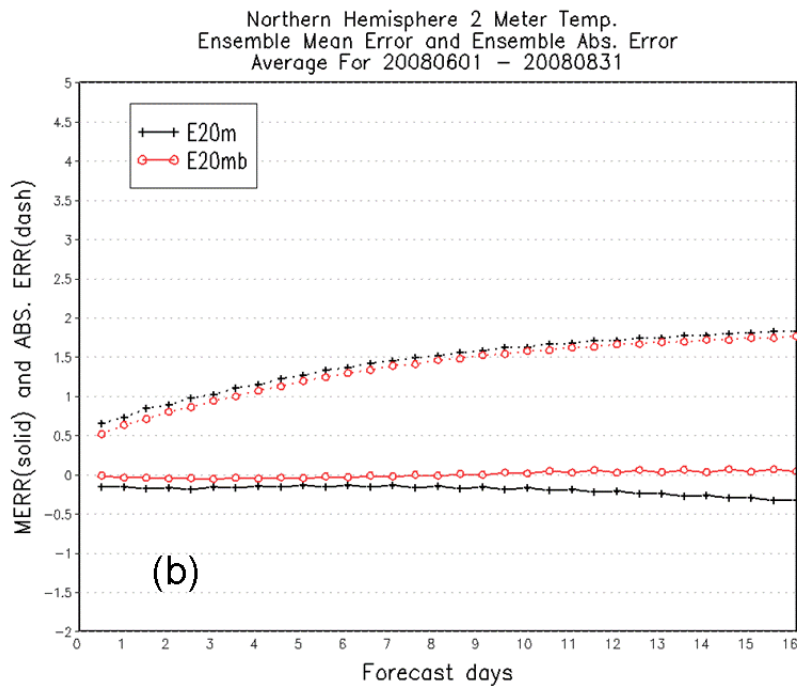 Northern Hemisphere 2 Meter Temp.
Ensemble Mean Error and Ensemble Abs. Error
Average For 20080601 – 20080831
MERR(solid) and ABS. ERR(dash)
5
4.5
4
3.5
3
2.5
2
1.5
1
0.5
0
-0.5
-1
-1.5
-2
E20m
E20mb
(b)
0 1 2 3 4 5 6 7 8 9 10 11 12 13 14 15 16
Forecast days